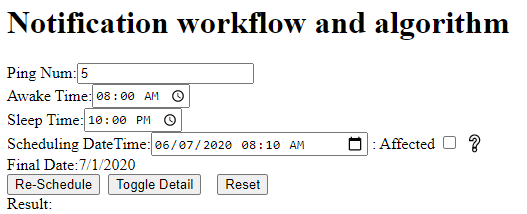 Notification workflow and algorithm
Ping Num: 5
Awake Time: 08:00 AM
Sleep Time: 10:00 PM
Scheduling DateTime: 06/07/2020 08:10 AM : Affected ?
Final Date:7/1/2020
Re-Schedule Toggle Detail Reset
Result: